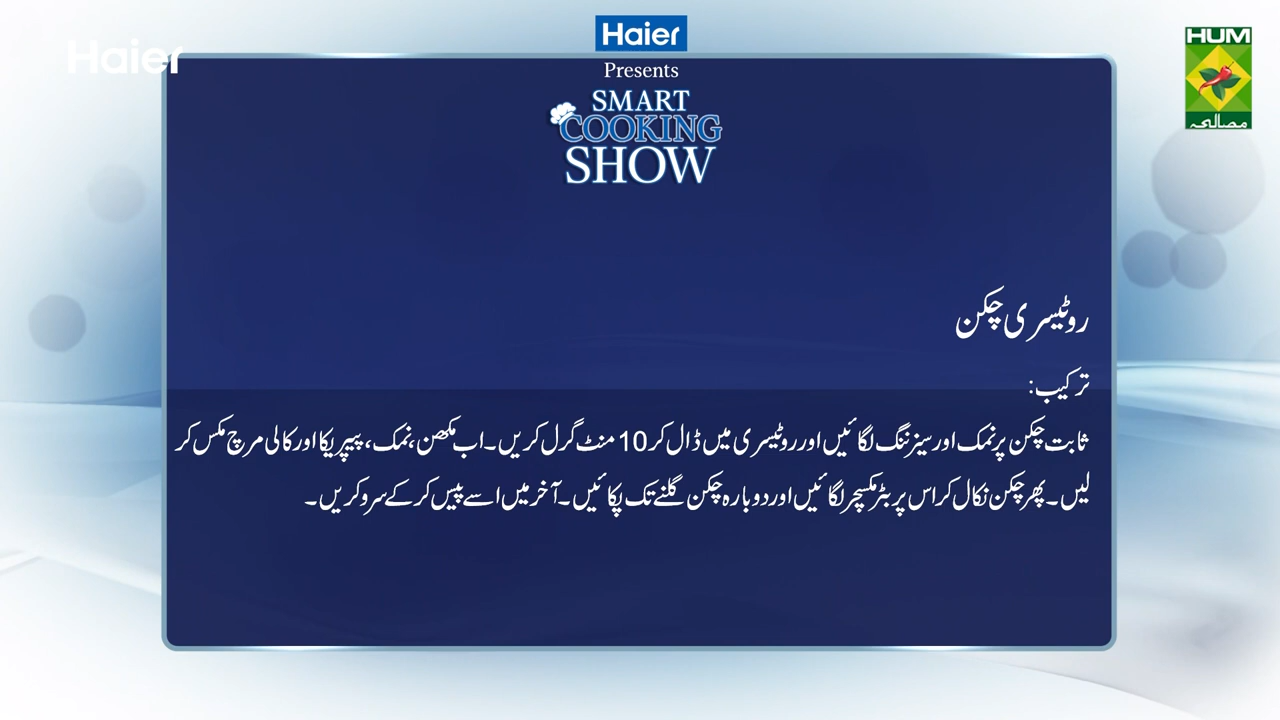 Haier
Haier
Presents
SMART
COOKING
SHOW
HUM
مصالحہ
روٹیسری چکن
ترکیب:
ثابت چکن پر نمک اور سیزننگ لگائیں اور روٹیسری میں ڈال کر 10 منٹ گرل کریں۔ اب مکھن، نمک، پیپریکا اور کالی مرچ مکس کر
لیں۔ پھر چکن نکال کر اس پر بٹر مکسچر لگائیں اور دوبارہ چکن گلنے تک پکائیں۔ آخر میں اسے پیس کر کے سرو کریں۔